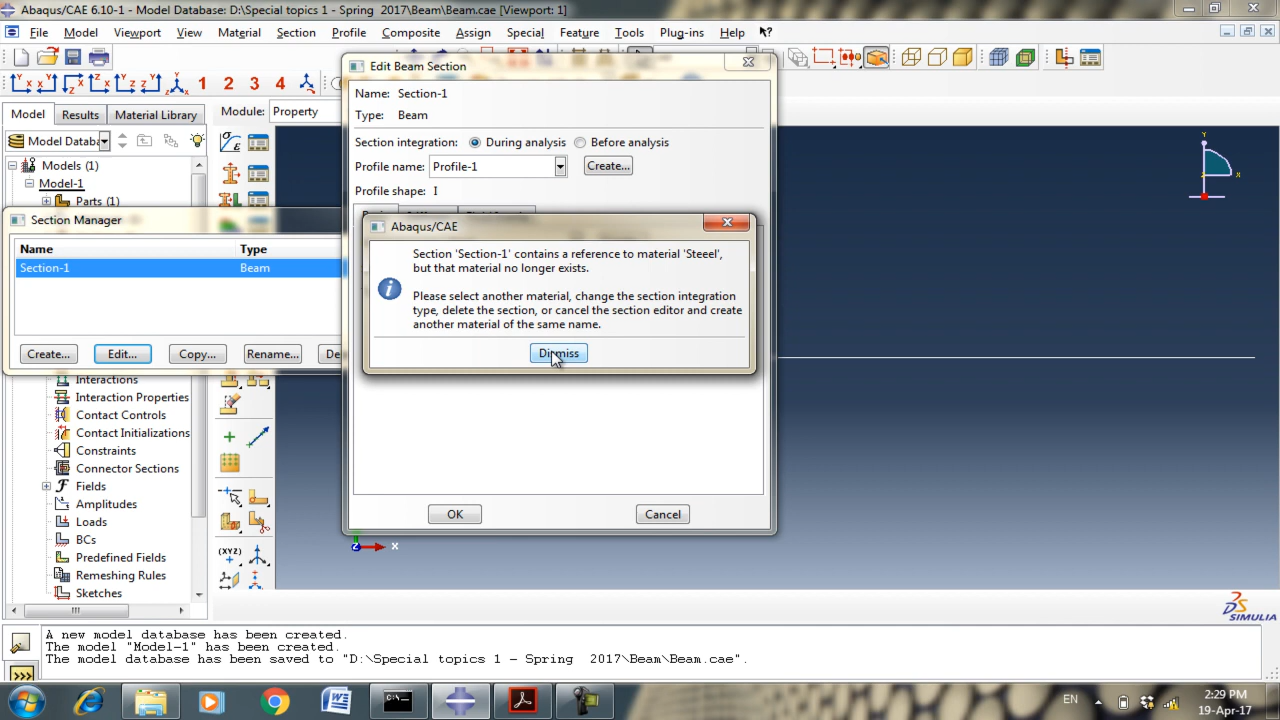 Abaqus/CAE 6.10-1 - Model Database: D:\Special topics 1 - Spring  2017\Beam\Beam.cae [Viewport: 1]
File Model Viewport View Material Section Profile Composite Assign Special Feature Tools Plug-ins Help
1 2 3 4
Model Results Material Library
Module: Property
Model Databa
Models (1)
Model-1
Parts (1)
Section Manager
Name Type
Section-1 Beam
Create... Edit... Copy... Rename...
Interactions
Interaction Properties
Contact Controls
Contact Initializations
Constraints
Connector Sections
Fields
Amplitudes
Loads
BCs
Predefined Fields
Remeshing Rules
Sketches
(XYZ)
Edit Beam Section
Name: Section-1
Type: Beam
Section integration: During analysis Before analysis
Profile name: Profile-1 Create...
Profile shape: I
Abaqus/CAE
Section 'Section-1' contains a reference to material 'Steeel',
but that material no longer exists.
Please select another material, change the section integration
type, delete the section, or cancel the section editor and create
another material of the same name.
Dismiss
OK Cancel
Y
X
Z
X
SIMULIA
A new model database has been created.
The model "Model-1" has been created.
The model database has been saved to "D:\Special topics 1 - Spring  2017\Beam\Beam.cae".
>>>
EN
2:29 PM
19-Apr-17